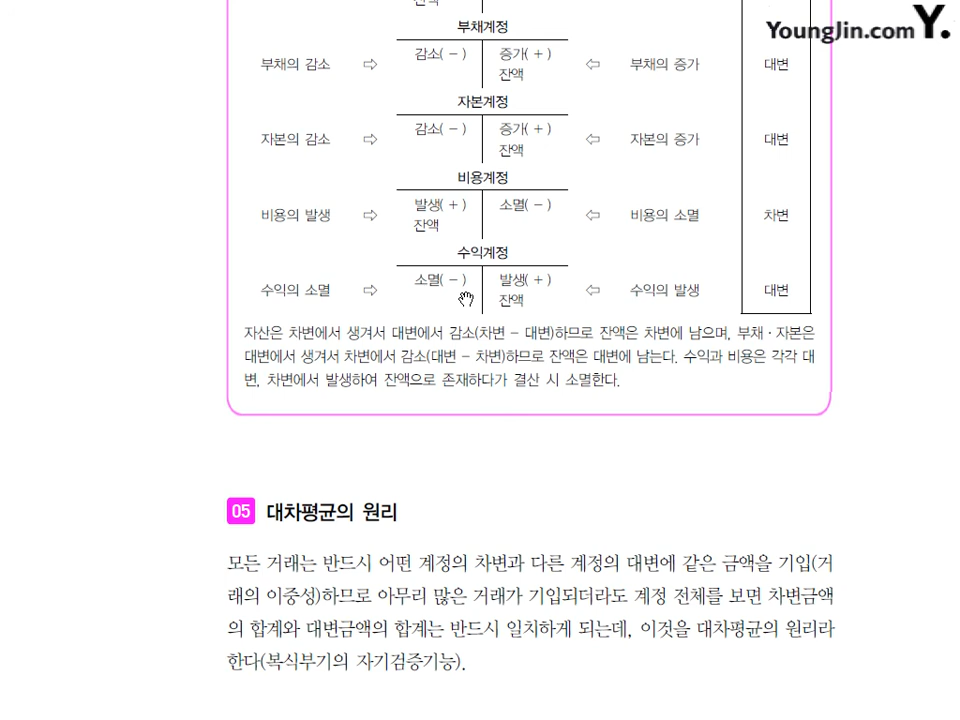 YoungJin.com Y.
잔액
부채계정
부채의 감소 ⇨ 감소( − ) 증가( + ) 잔액 ⇦ 부채의 증가 대변
자본계정
자본의 감소 ⇨ 감소( − ) 증가( + ) 잔액 ⇦ 자본의 증가 대변
비용계정
비용의 발생 ⇨ 발생( + ) 잔액 소멸( − ) ⇦ 비용의 소멸 차변
수익계정
수익의 소멸 ⇨ 소멸( − ) 발생( + ) 잔액 ⇦ 수익의 발생 대변
자산은 차변에서 생겨서 대변에서 감소(차변 − 대변)하므로 잔액은 차변에 남으며, 부채 · 자본은
대변에서 생겨서 차변에서 감소(대변 − 차변)하므로 잔액은 대변에 남는다. 수익과 비용은 각각 대
변, 차변에서 발생하여 잔액으로 존재하다가 결산 시 소멸한다.
05 대차평균의 원리
모든 거래는 반드시 어떤 계정의 차변과 다른 계정의 대변에 같은 금액을 기입(거
래의 이중성)하므로 아무리 많은 거래가 기입되더라도 계정 전체를 보면 차변금액
의 합계와 대변금액의 합계는 반드시 일치하게 되는데, 이것을 대차평균의 원리라
한다(복식부기의 자기검증기능).